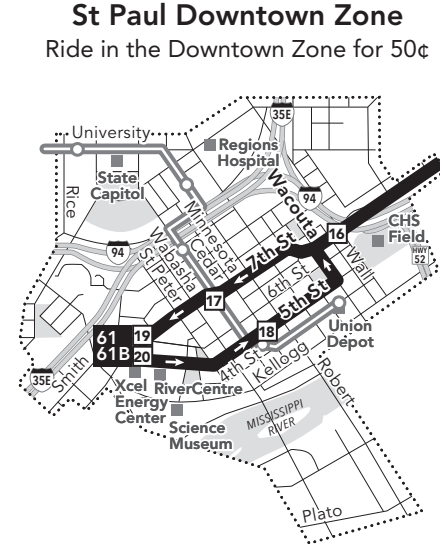 St Paul Downtown Zone
Ride in the Downtown Zone for 50¢
35E
University
Regions
Hospital
State
Capitol
Rice
94
Wacouta
Minnesota
Cedar
Wabasha
St Peter
94
7th St
16
CHS
Field
HWY
52
Wall
6th St
5th St
17
18
61
61B
19
20
4th St
Kellogg
Union
Depot
35E
Smith
Xcel
Energy
Center
RiverCentre
Science
Museum
MISSISSIPPI
RIVER
Robert
Plato